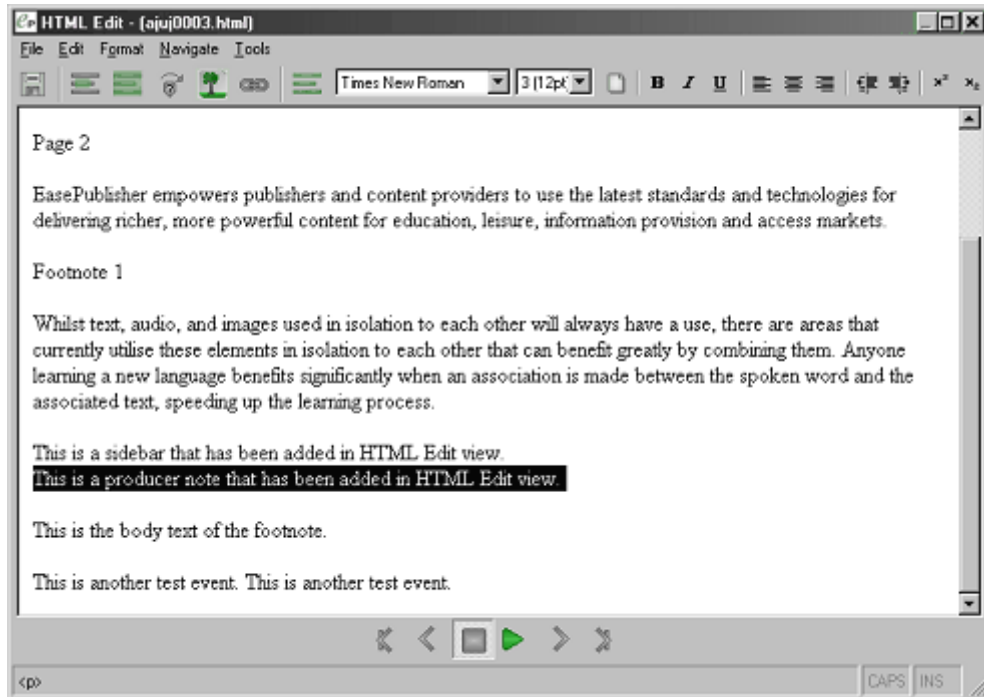 HTML Edit - (ajuj0003.html)
File Edit Format Navigate Tools
Times New Roman 3 (12pt) B I U x² x₂
Page 2
EasePublisher empowers publishers and content providers to use the latest standards and technologies for
delivering richer, more powerful content for education, leisure, information provision and access markets.
Footnote 1
Whilst text, audio, and images used in isolation to each other will always have a use, there are areas that
currently utilise these elements in isolation to each other that can benefit greatly by combining them. Anyone
learning a new language benefits significantly when an association is made between the spoken word and the
associated text, speeding up the learning process.
This is a sidebar that has been added in HTML Edit view.
This is a producer note that has been added in HTML Edit view.
This is the body text of the footnote.
This is another test event. This is another test event.
<p> CAPS INS